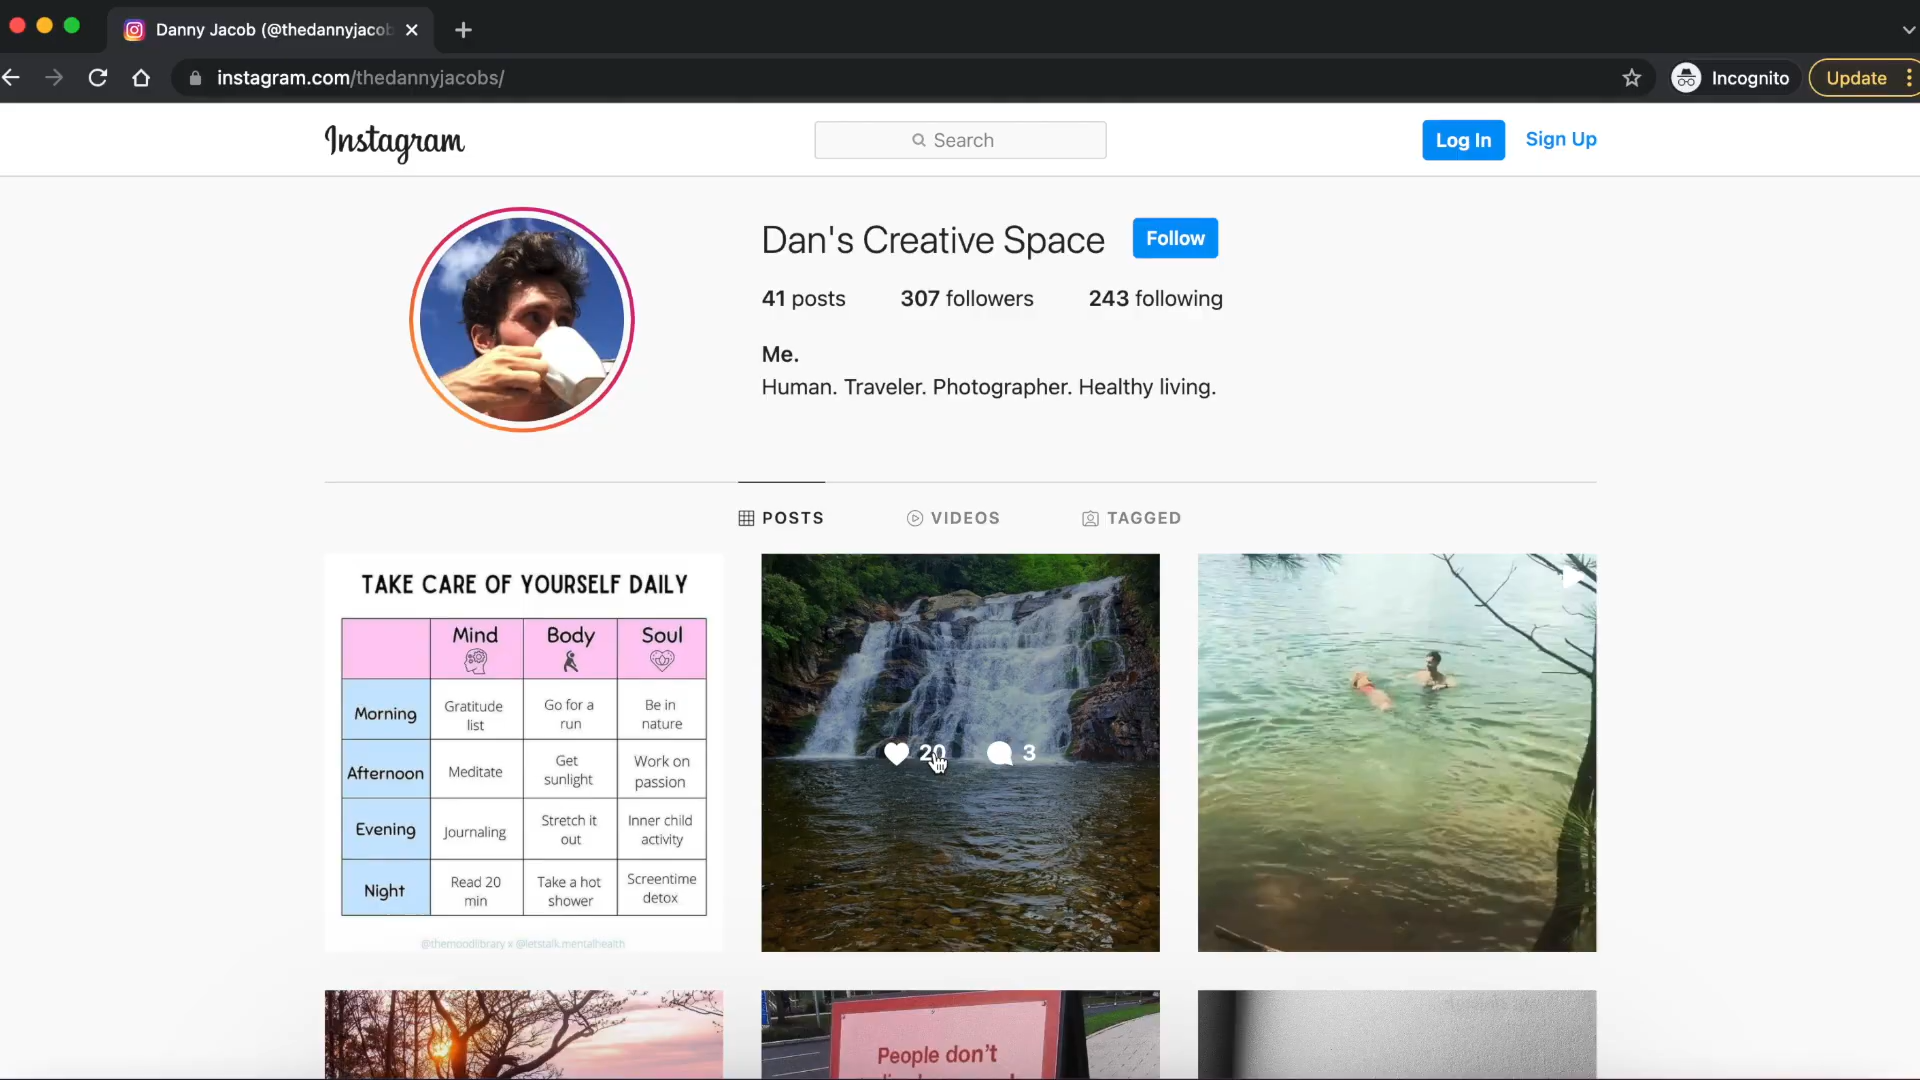 Danny Jacob (@thedannyjacob
instagram.com/thedannyjacobs/
Incognito
Update
Instagram
Search
Log In
Sign Up
Dan's Creative Space
Follow
41 posts
307 followers
243 following
Me.
Human. Traveler. Photographer. Healthy living.
POSTS
VIDEOS
TAGGED
TAKE CARE OF YOURSELF DAILY
Mind
Body
Soul
Morning
Gratitude
list
Go for a
run
Be in
nature
Afternoon
Meditate
Get
sunlight
Work on
passion
Evening
Journaling
Stretch it
out
Inner child
activity
Night
Read 20
min
Take a hot
shower
Screentime
detox
@themoodlibrary x @letstalk.mentalhealth
20
3
People don't